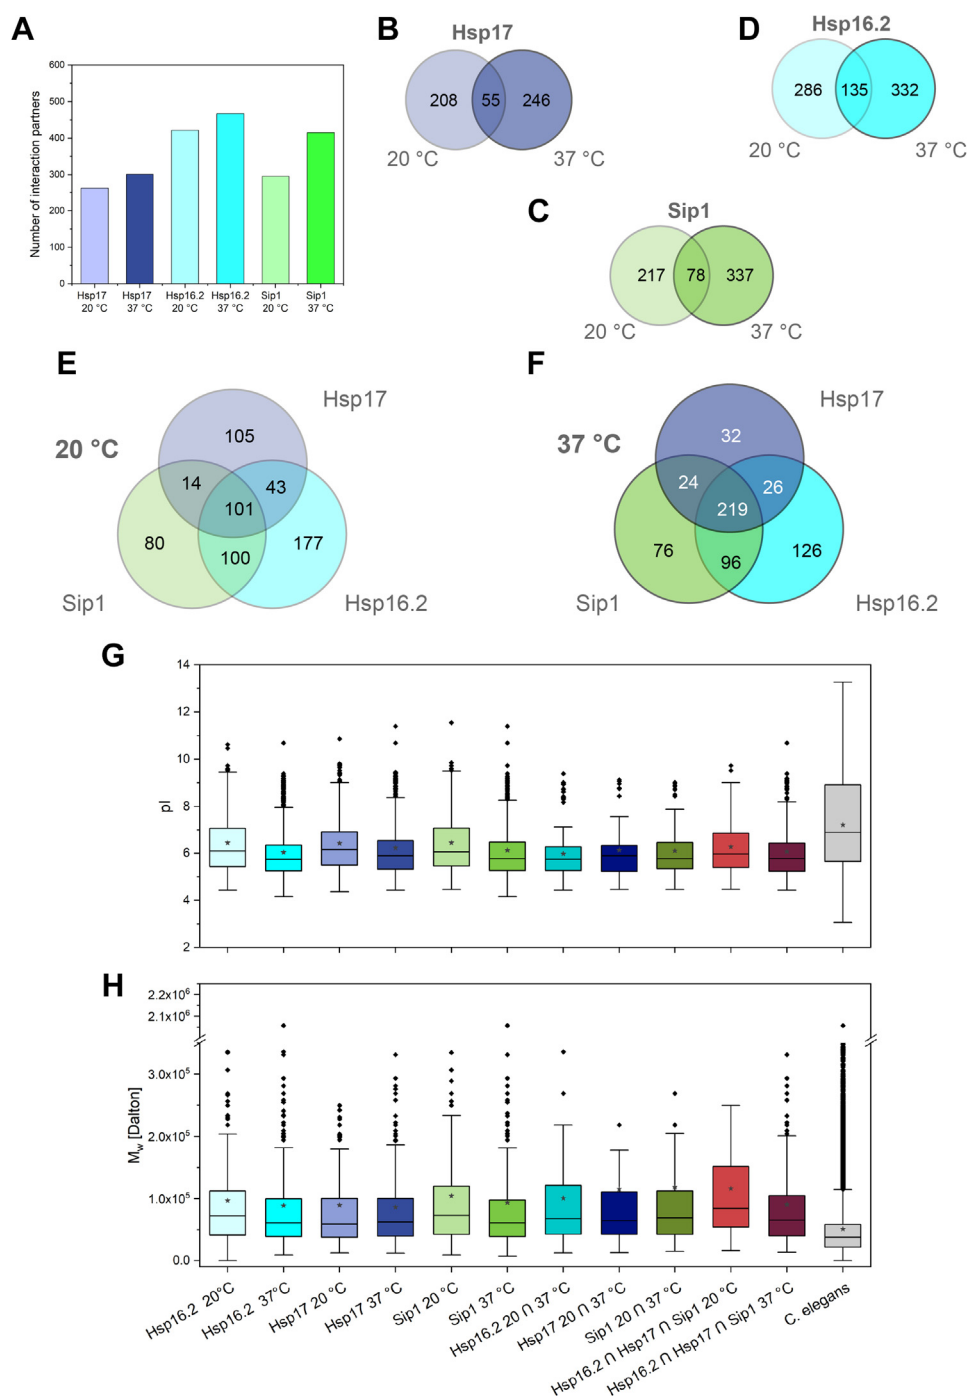 A
Number of interaction partners
600
500
400
300
200
100
0
Hsp17 20 °C
Hsp17 37 °C
Hsp16.2 20 °C
Hsp16.2 37 °C
Sip1 20 °C
Sip1 37 °C
B
Hsp17
208 55 246
20 °C 37 °C
D
Hsp16.2
286 135 332
20 °C 37 °C
C
Sip1
217 78 337
20 °C 37 °C
E
Hsp17
20 °C
105
14 43
101
80 100 177
Sip1 Hsp16.2
F
Hsp17
37 °C
32
24 26
219
76 96 126
Sip1 Hsp16.2
G
pI
14
12
10
8
6
4
2
H
Mw [Dalton]
2.2x10⁶
2.1x10⁶
3.0x10⁵
2.0x10⁵
1.0x10⁵
0.0
Hsp16.2 20°C
Hsp16.2 37°C
Hsp17 20 °C
Hsp17 37 °C
Sip1 20 °C
Sip1 37 °C
Hsp16.2 20 ∩ 37°C
Hsp17 20 ∩ 37°C
Sip1 20 ∩ 37°C
Hsp16.2 ∩ Hsp17 ∩ Sip1 20°C
Hsp16.2 ∩ Hsp17 ∩ Sip1 37°C
C. elegans